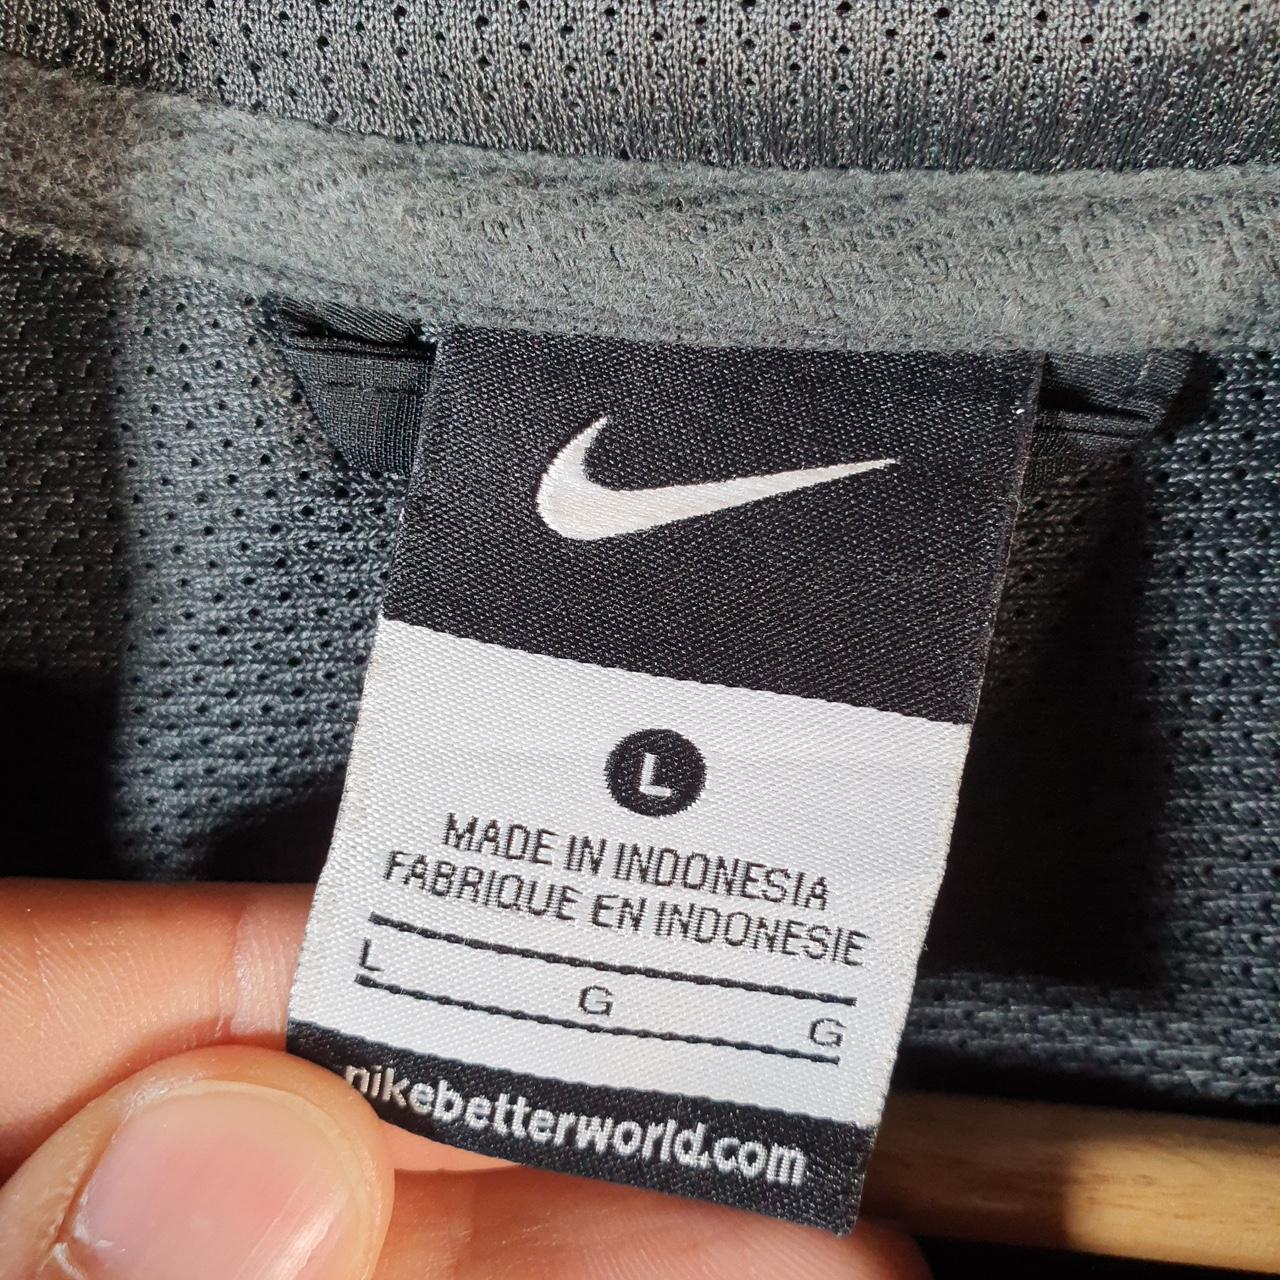 L
MADE IN INDONESIA
FABRIQUE EN INDONESIE
L G G
nikebetterworld.com